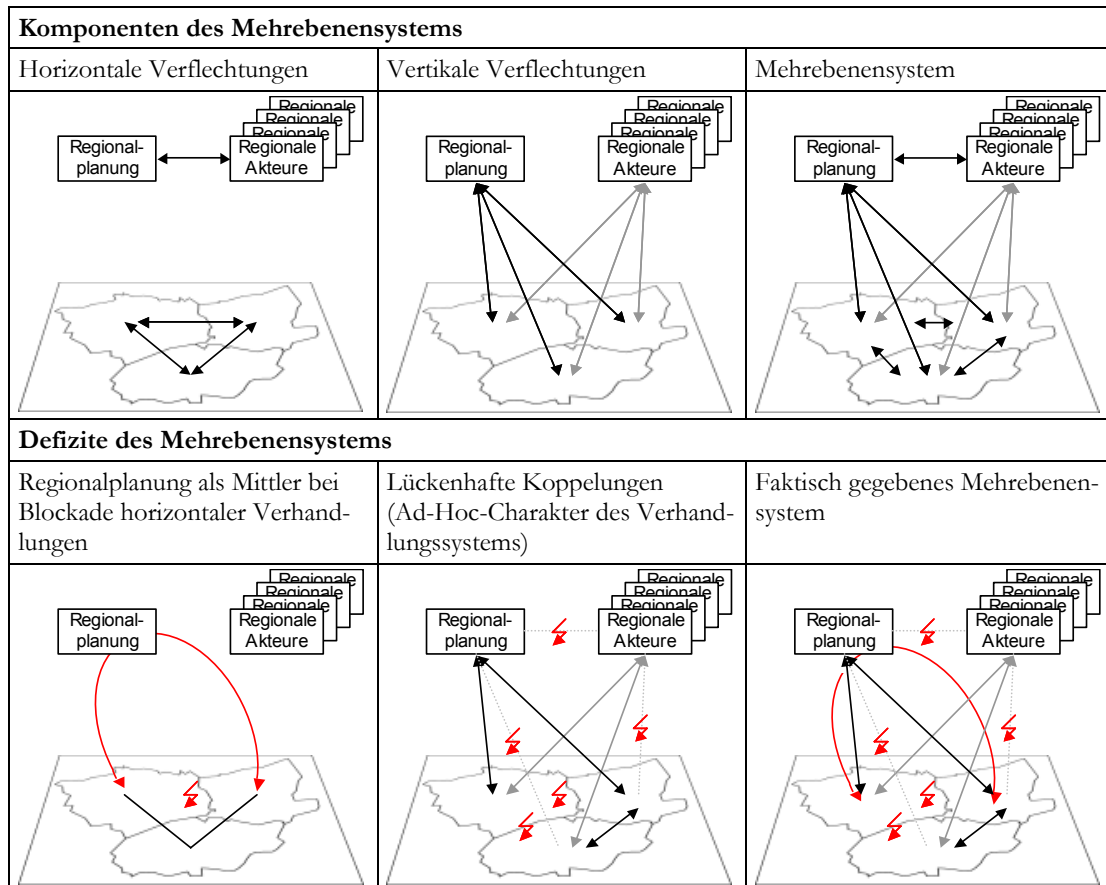 Komponenten des Mehrebenensystems
Horizontale Verflechtungen
Vertikale Verflechtungen
Mehrebenensystem
Regionale
Regionale
Regionale
Regional-
planung
Regionale
Akteure
Regionale
Regionale
Regionale
Regional-
planung
Regionale
Akteure
Regionale
Regionale
Regionale
Regional-
planung
Regionale
Akteure
Defizite des Mehrebenensystems
Regionalplanung als Mittler bei
Blockade horizontaler Verhand-
lungen
Lückenhafte Koppelungen
(Ad-Hoc-Charakter des Verhand-
lungssystems)
Faktisch gegebenes Mehrebenen-
system
Regionale
Regionale
Regionale
Regional-
planung
Regionale
Akteure
Regionale
Regionale
Regionale
Regional-
planung
Regionale
Akteure
Regionale
Regionale
Regionale
Regional-
planung
Regionale
Akteure